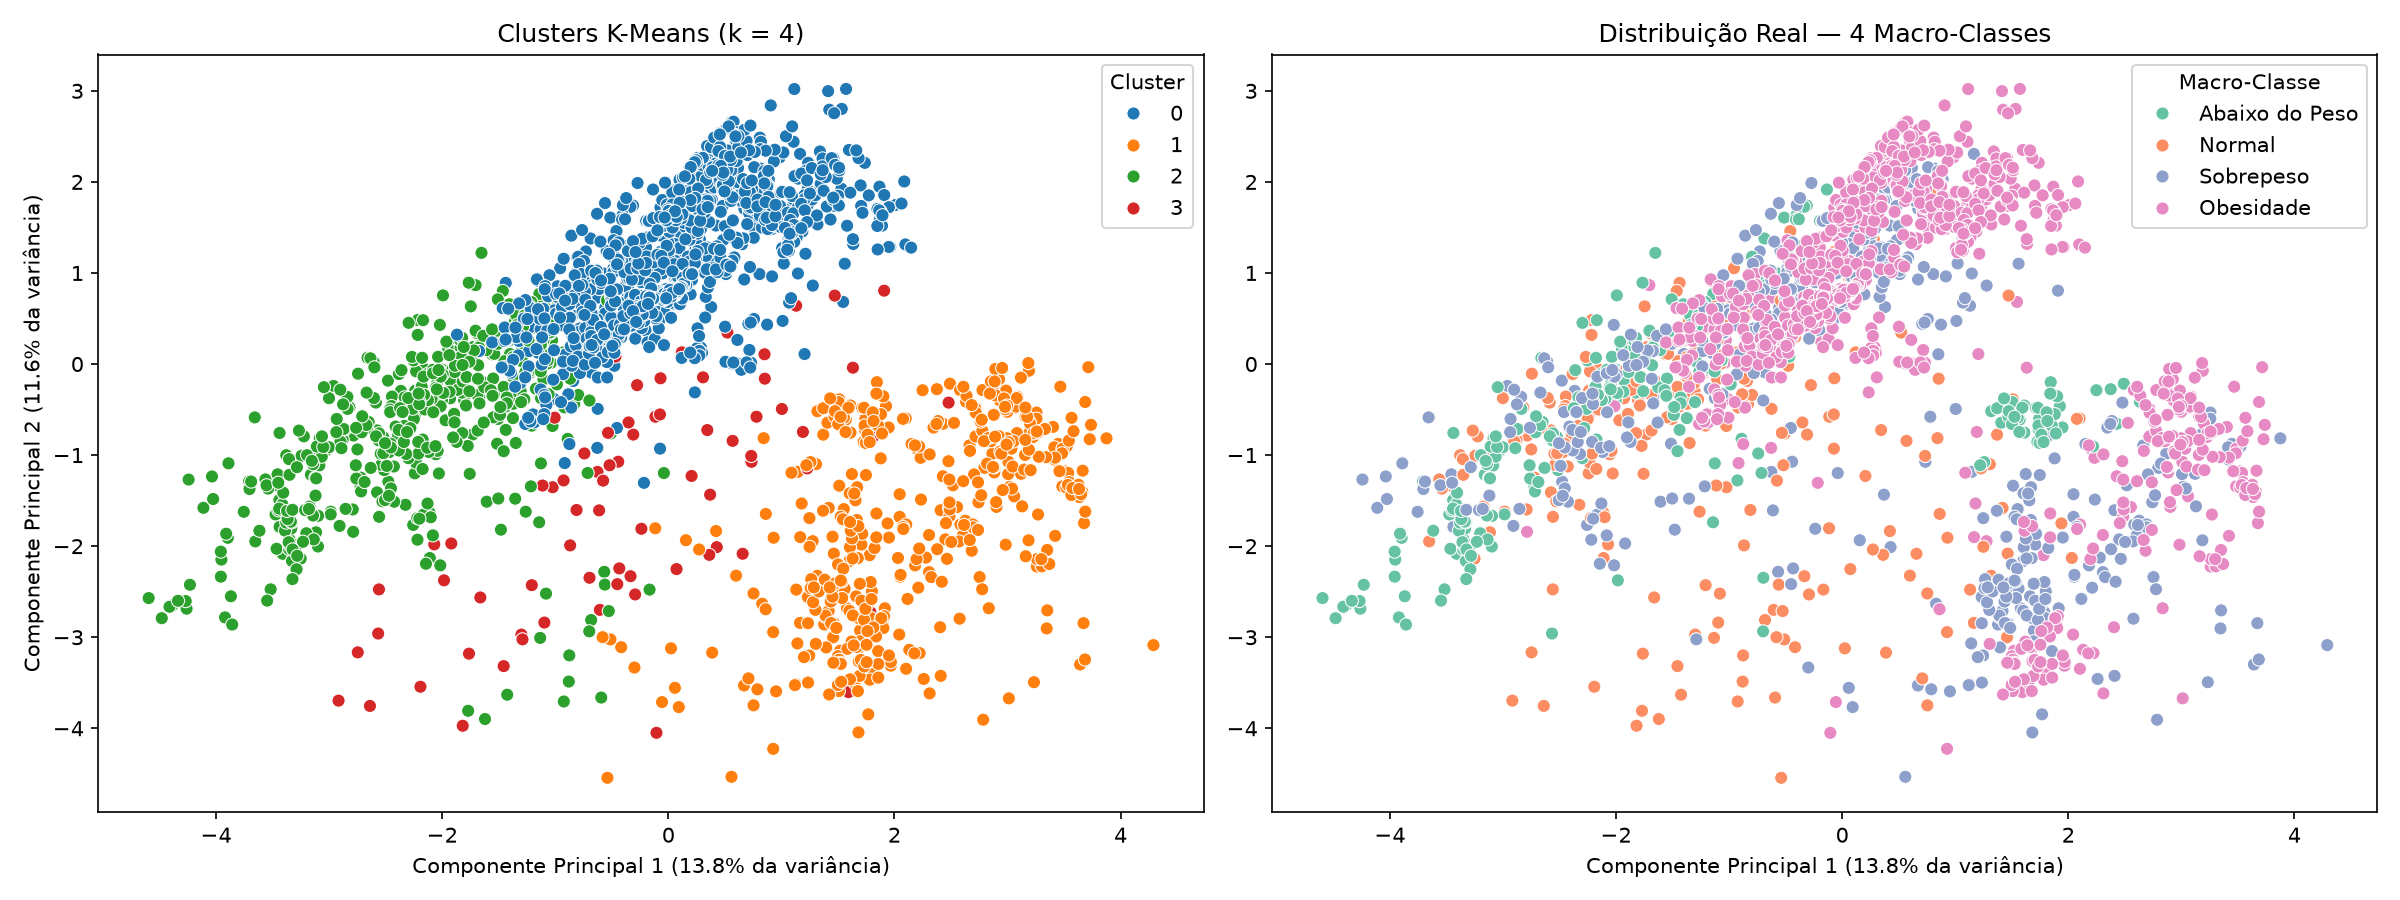 Clusters K-Means (k = 4)
Cluster
0
1
2
3
3
2
1
0
−1
−2
−3
−4
Componente Principal 2 (11.6% da variância)
−4
−2
0
2
4
Componente Principal 1 (13.8% da variância)
Distribuição Real — 4 Macro-Classes
Macro-Classe
Abaixo do Peso
Normal
Sobrepeso
Obesidade
3
2
1
0
−1
−2
−3
−4
−4
−2
0
2
4
Componente Principal 1 (13.8% da variância)